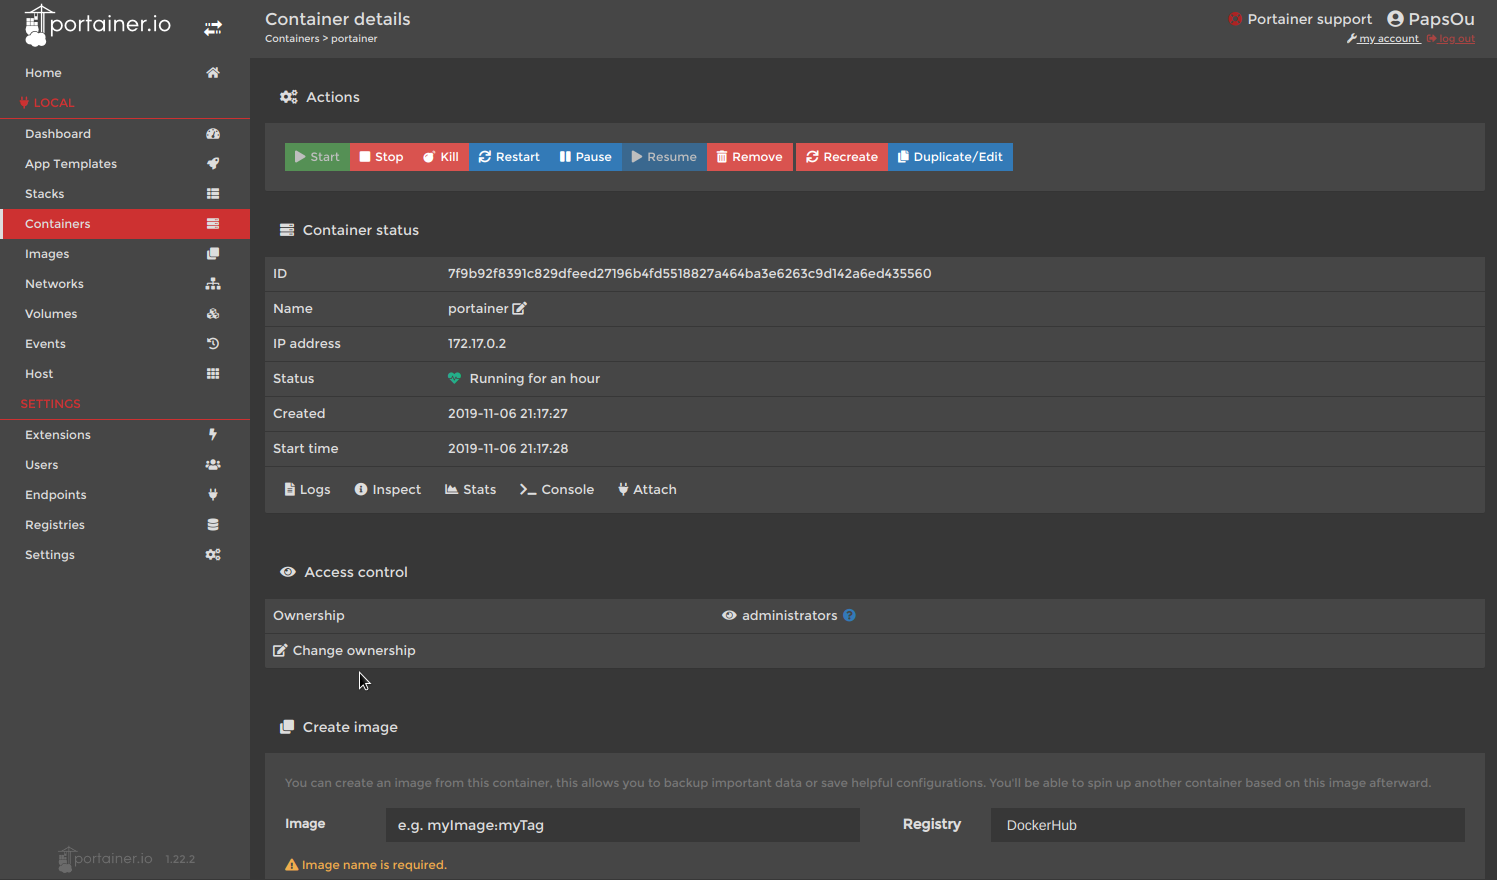 portainer.io
Container details
Containers > portainer
Portainer support
PapsOu
my account
log out
Home
LOCAL
Dashboard
App Templates
Stacks
Containers
Images
Networks
Volumes
Events
Host
SETTINGS
Extensions
Users
Endpoints
Registries
Settings
portainer.io 1.22.2
Actions
Start Stop Kill Restart Pause Resume Remove Recreate Duplicate/Edit
Container status
ID 7f9b92f8391c829dfeed27196b4fd5518827a464ba3e6263c9d142a6ed435560
Name portainer
IP address 172.17.0.2
Status Running for an hour
Created 2019-11-06 21:17:27
Start time 2019-11-06 21:17:28
Logs Inspect Stats Console Attach
Access control
Ownership administrators
Change ownership
Create image
You can create an image from this container, this allows you to backup important data or save helpful configurations. You'll be able to spin up another container based on this image afterward.
Image e.g. myImage:myTag Registry DockerHub
Image name is required.